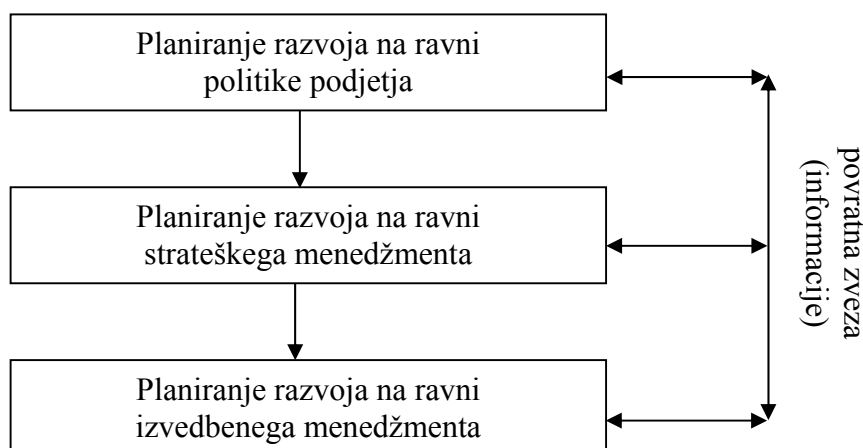 Planiranje razvoja na ravni
politike podjetja
Planiranje razvoja na ravni
strateškega menedžmenta
Planiranje razvoja na ravni
izvedbenega menedžmenta
povratna zveza
(informacije)